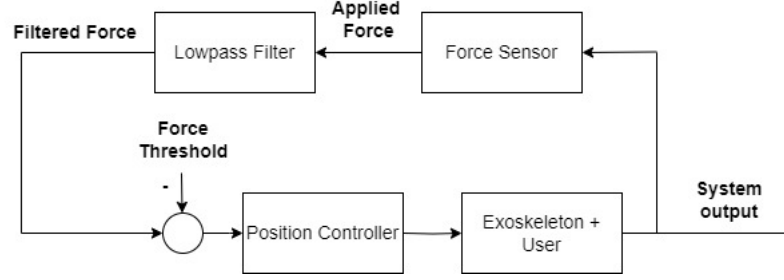 Applied
Force
Filtered Force
Lowpass Filter
Force Sensor
Force
Threshold
-
System
output
Position Controller
Exoskeleton +
User